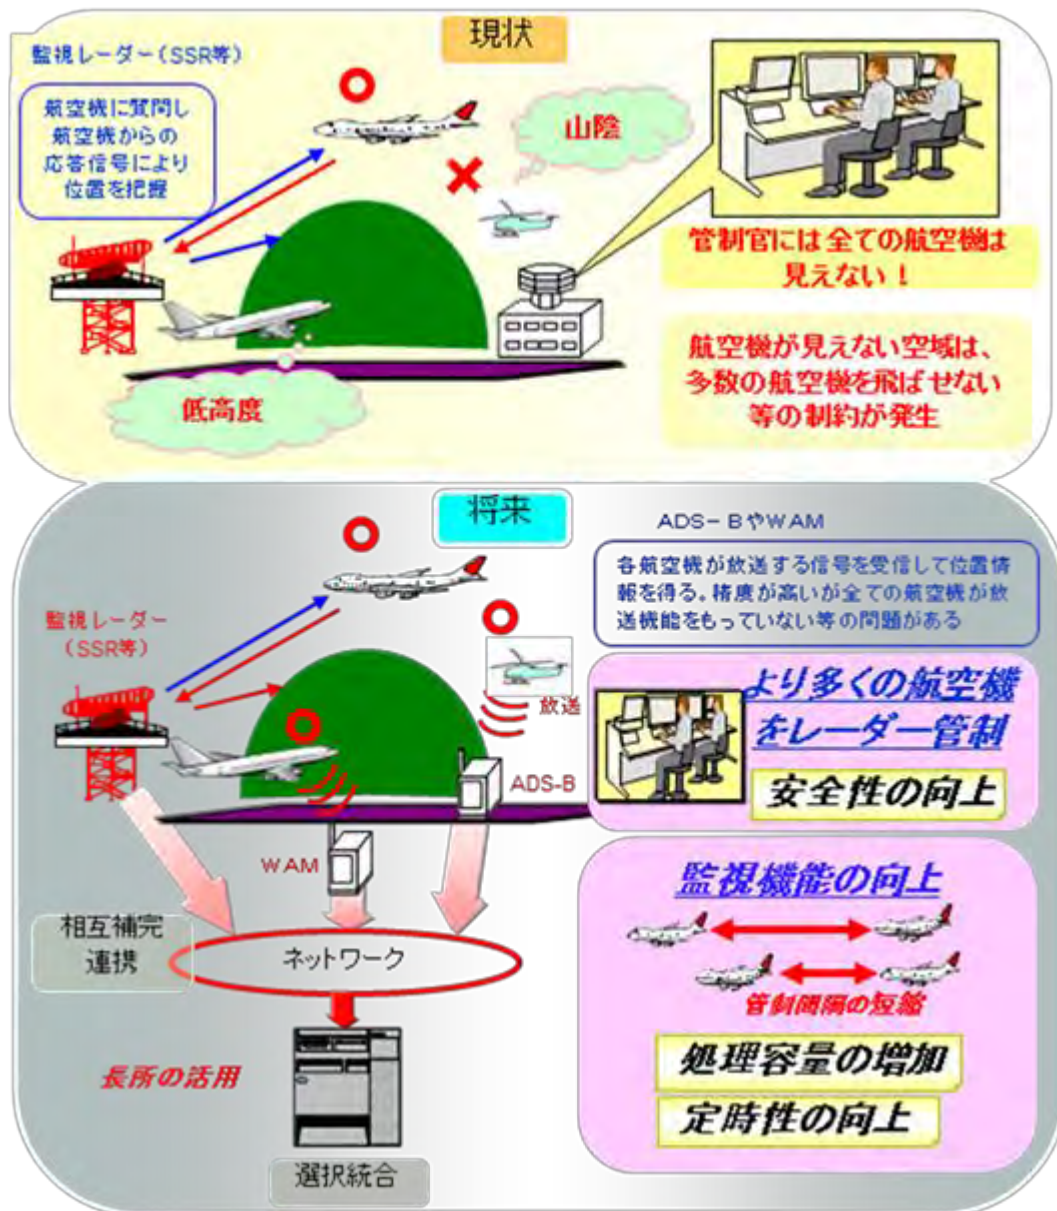 現状
監視レーダー(SSR等)
航空機に質問し
航空機からの
応答信号により
位置を把握
山陰
低高度
管制官には全ての航空機は
見えない!
航空機が見えない空域は、
多数の航空機を飛ばせない
等の制約が発生
将来
ADS-BやWAM
各航空機が放送する信号を受信して位置情
報を得る。精度が高いが全ての航空機が放
送機能をもっていない等の問題がある
監視レーダー
(SSR等)
放送
ADS-B
WAM
より多くの航空機
をレーダー管制
安全性の向上
相互補完
連携
ネットワーク
長所の活用
選択統合
監視機能の向上
管制間隔の短縮
処理容量の増加
定時性の向上